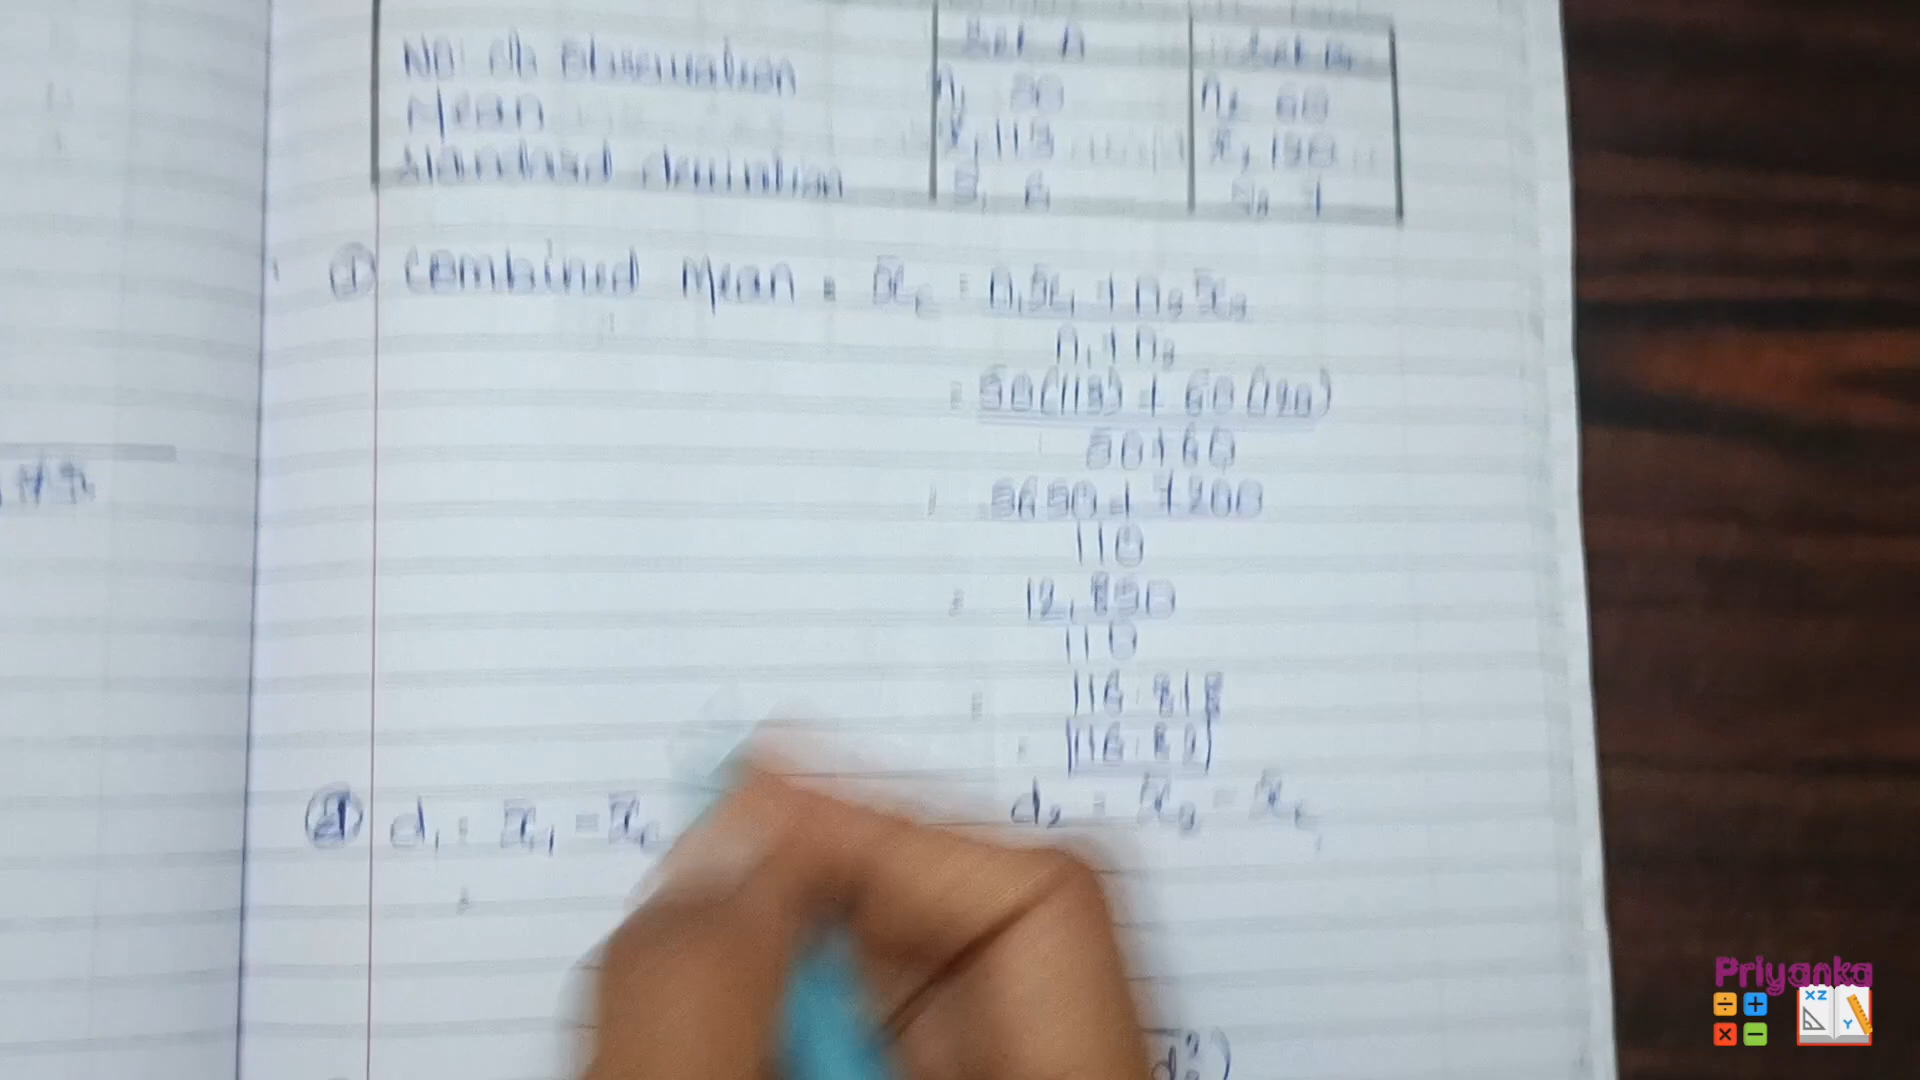 Set A Set B
No. of observation n₁ 50 n₂ 60
Mean x̄₁ 113 x̄₂ 120
Standard deviation σ₁ 6 σ₂ 7
① Combined Mean = x̄c = n₁x̄₁ + n₂x̄₂
n₁ + n₂
= 50(113) + 60(120)
50+60
= 5650 + 7200
110
= 12,850
110
= 116.818
= 116.82
② d₁ = x̄₁ - x̄c d₂ = x̄₂ - x̄c
=
d₂²)
Priyanka
÷ + × −
XZ
Y